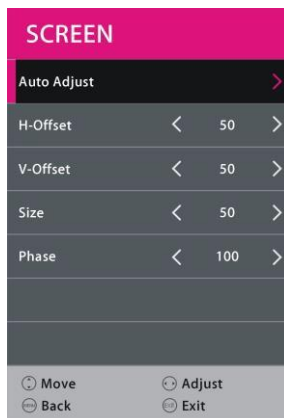 SCREEN
Auto Adjust
H-Offset 50
V-Offset 50
Size 50
Phase 100
Move Adjust
Back Exit